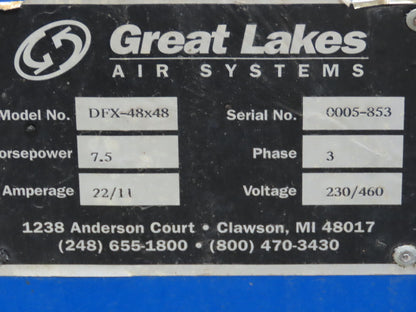 Great Lakes
AIR SYSTEMS
Model No. DFX-48x48 Serial No. 0005-853
orsepower 7.5 Phase 3
Amperage 22/11 Voltage 230/460
1238 Anderson Court • Clawson, MI 48017
(248) 655-1800 • (800) 470-3430